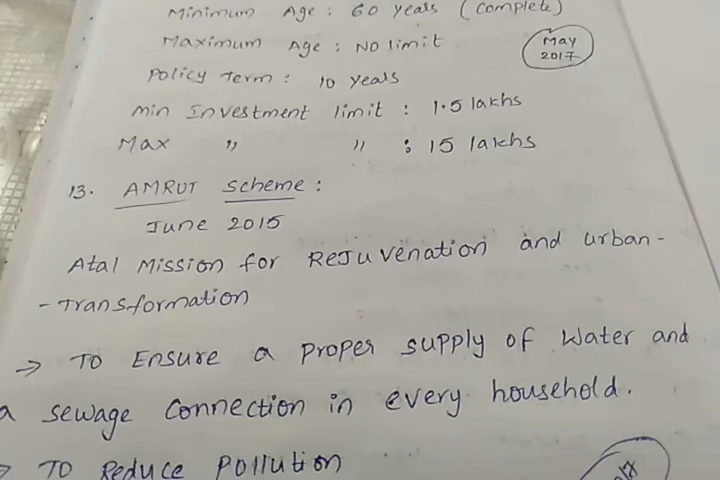 Minimum Age : 60 years (complete)
Maximum Age : NO limit
May 2017
Policy Term : 10 years
Min Investment limit : 1.5 lakhs
Max " " : 15 lakhs
13. AMRUT Scheme :
June 2015
Atal Mission for Rejuvenation and urban-
-Transformation
→ To Ensure a proper supply of Water and
a sewage connection in every household.
→ To Reduce Pollution